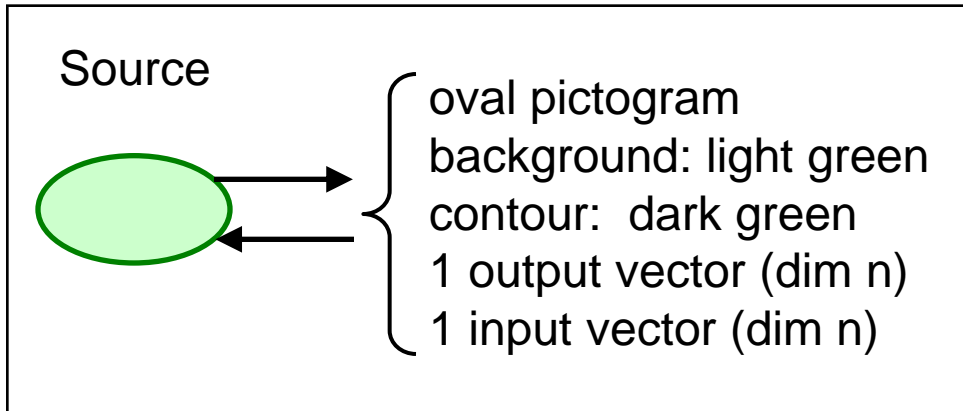 Source
oval pictogram
background: light green
contour:  dark green
1 output vector (dim n)
1 input vector (dim n)